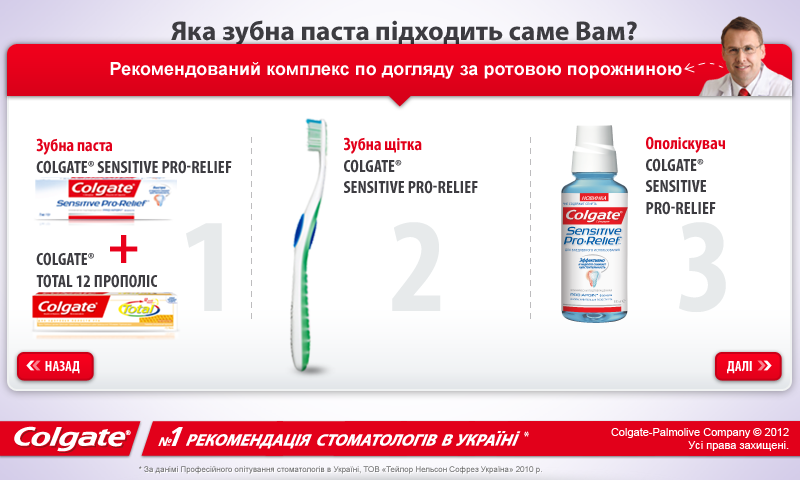 Яка зубна паста підходить саме Вам?
Рекомендований комплекс по догляду за ротовою порожниною
Зубна паста
COLGATE® SENSITIVE PRO-RELIEF
Colgate®
Sensitive Pro-Relief
+
COLGATE®
TOTAL 12 ПРОПОЛІС
Colgate®
Total
1
Зубна щітка
COLGATE®
SENSITIVE PRO-RELIEF
2
Ополіскувач
COLGATE®
SENSITIVE
PRO-RELIEF
НОВИНКА
Colgate
Sensitive
Pro-Relief
3
« НАЗАД
ДАЛІ »
Colgate®
№1 РЕКОМЕНДАЦІЯ СТОМАТОЛОГІВ В УКРАЇНІ *
Colgate-Palmolive Company © 2012
Усі права захищені.
* За даними Професійного опітування стоматологів в Україні, ТОВ «Тейлор Нельсон Софрез Україна» 2010 р.